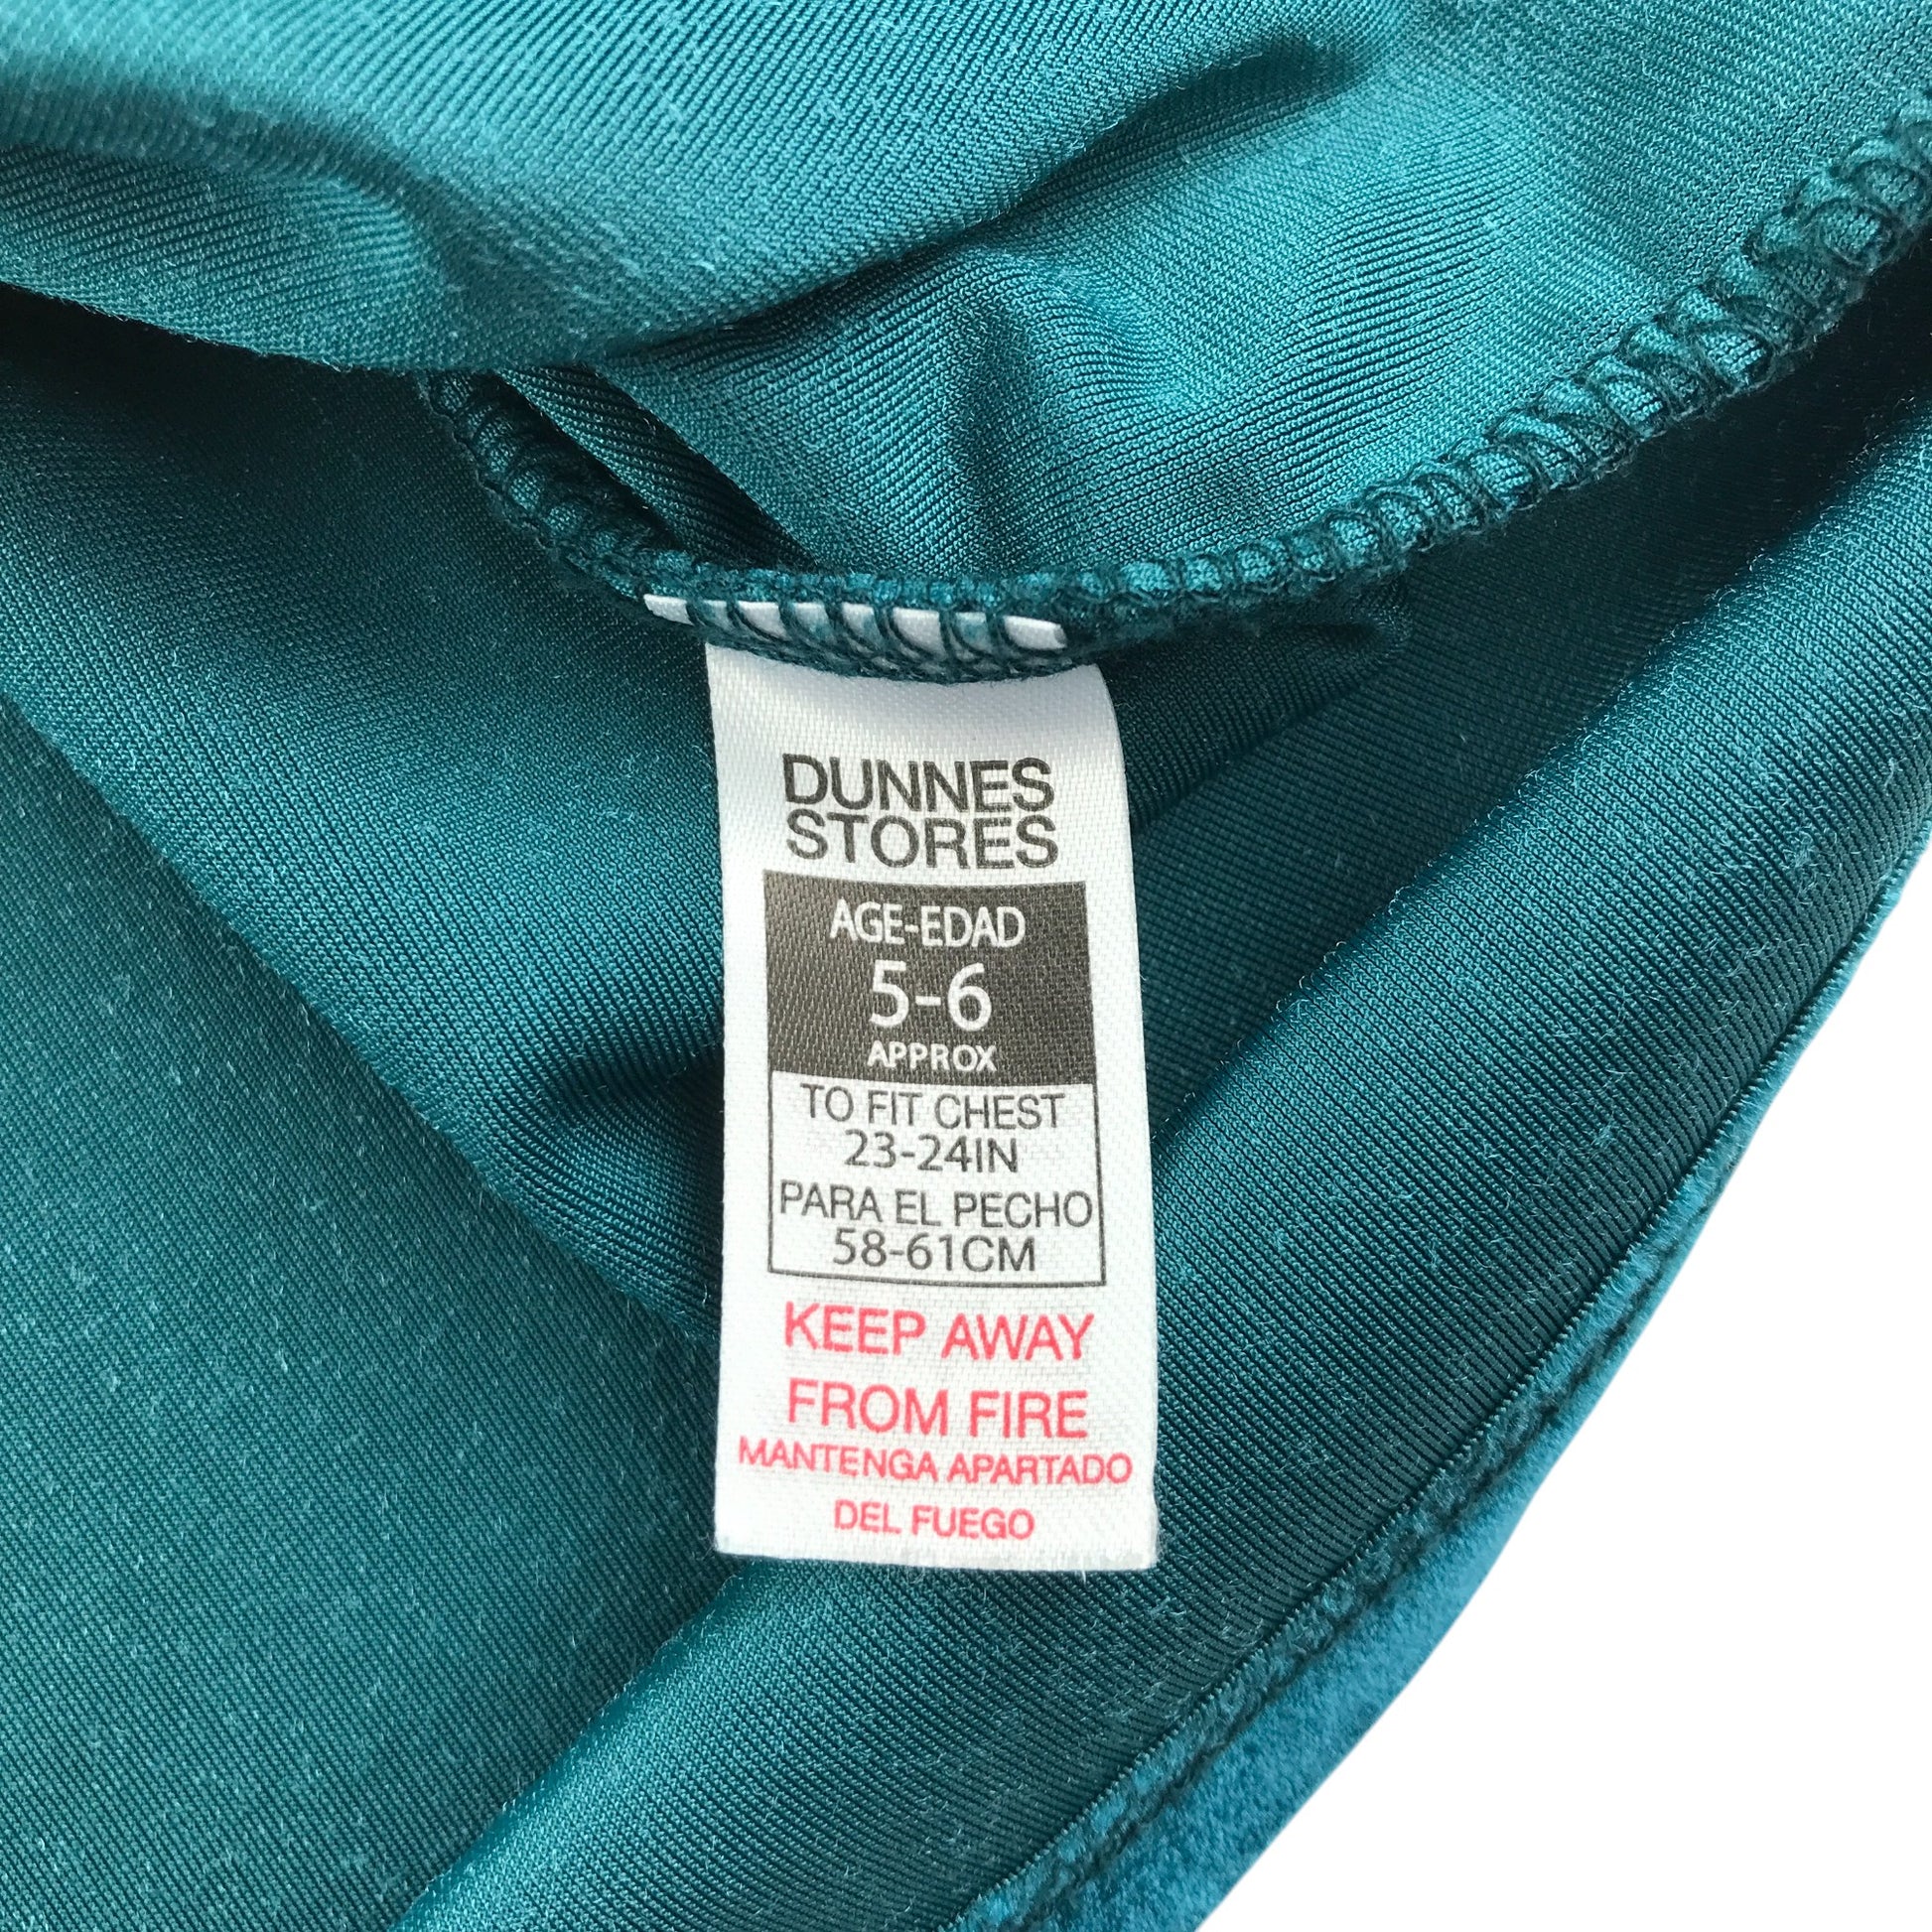 DUNNES
STORES
AGE-EDAD
5-6
APPROX
TO FIT CHEST
23-24IN
PARA EL PECHO
58-61CM
KEEP AWAY
FROM FIRE
MANTENGA APARTADO
DEL FUEGO